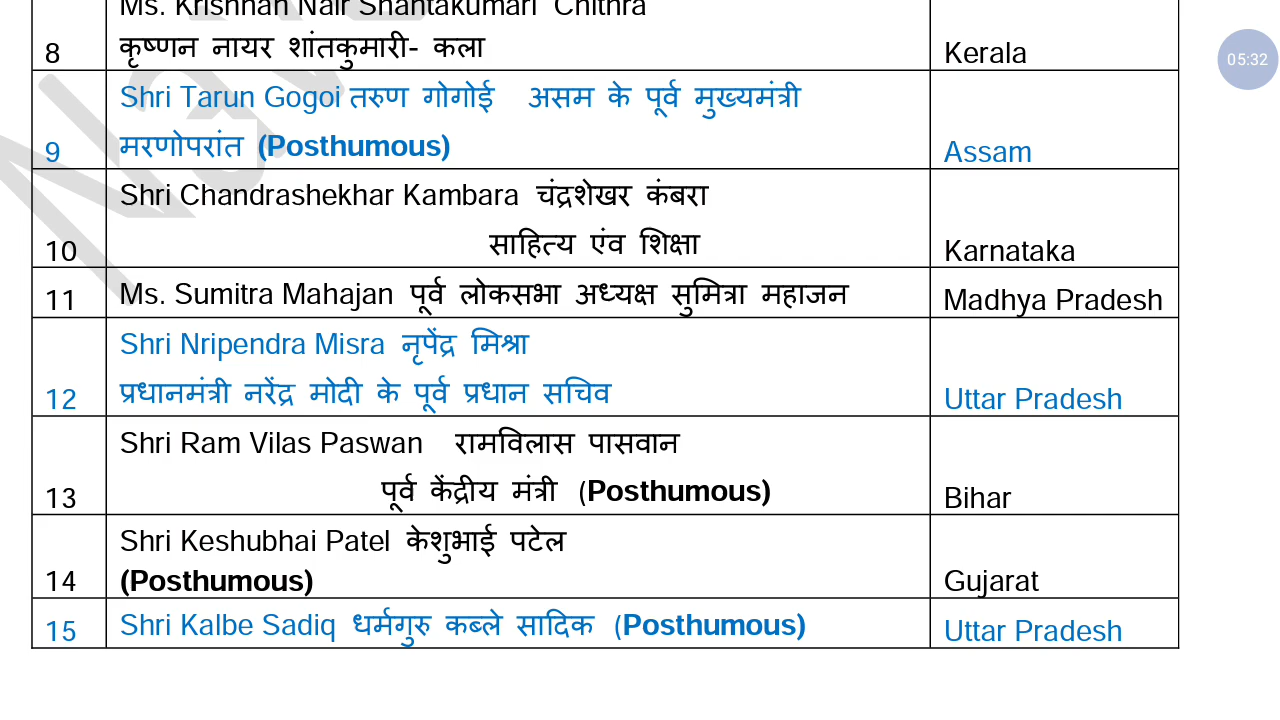 Ms. Krishnan Nair Shantakumari Chithra
8 कृष्णन नायर शांतकुमारी- कला Kerala
05:32
Shri Tarun Gogoi तरुण गोगोई असम के पूर्व मुख्यमंत्री
9 मरणोपरांत (Posthumous) Assam
Shri Chandrashekhar Kambara चंद्रशेखर कंबरा
10 साहित्य एंव शिक्षा Karnataka
11 Ms. Sumitra Mahajan पूर्व लोकसभा अध्यक्ष सुमित्रा महाजन Madhya Pradesh
Shri Nripendra Misra नृपेंद्र मिश्रा
12 प्रधानमंत्री नरेंद्र मोदी के पूर्व प्रधान सचिव Uttar Pradesh
Shri Ram Vilas Paswan रामविलास पासवान
13 पूर्व केंद्रीय मंत्री (Posthumous) Bihar
Shri Keshubhai Patel केशुभाई पटेल
14 (Posthumous) Gujarat
15 Shri Kalbe Sadiq धर्मगुरु कब्ले सादिक (Posthumous) Uttar Pradesh